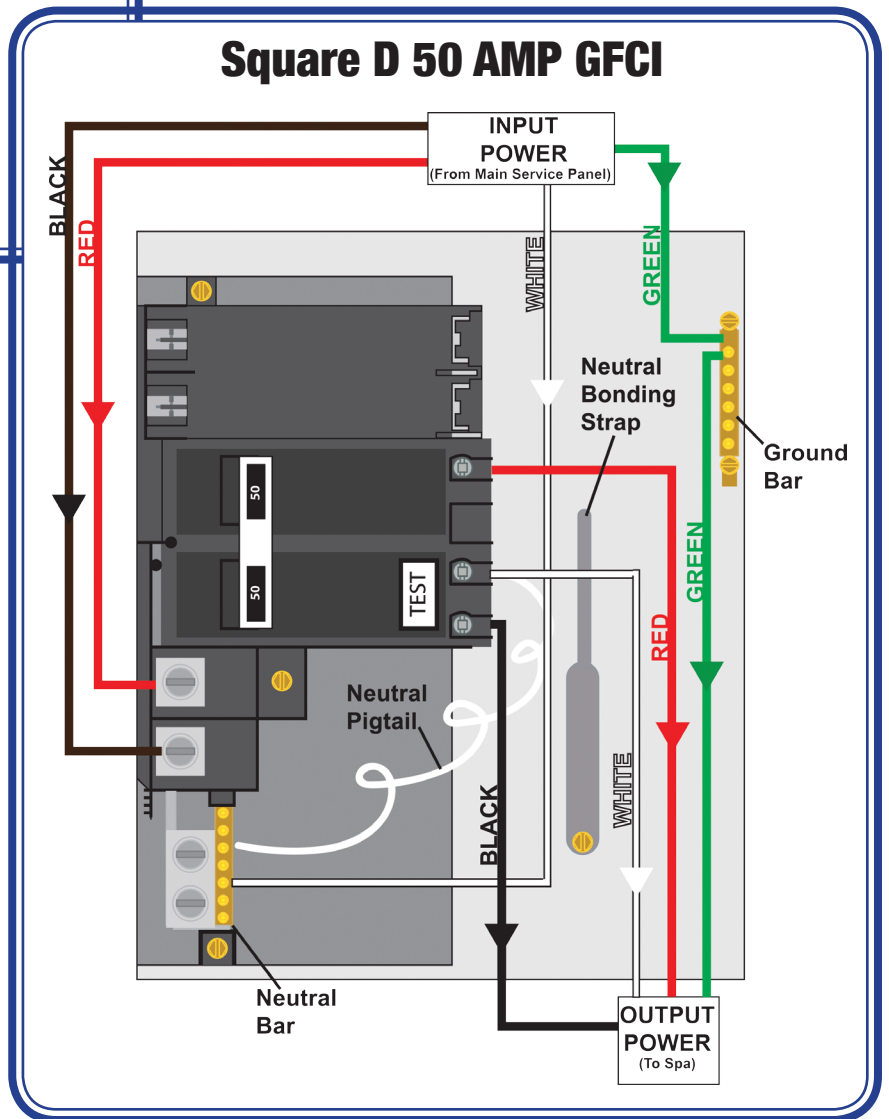 Square D 50 AMP GFCI
INPUT
POWER
(From Main Service Panel)
BLACK
RED
WHITE
GREEN
Neutral
Bonding
Strap
Ground
Bar
50
50
TEST
GREEN
RED
Neutral
Pigtail
BLACK
WHITE
Neutral
Bar
OUTPUT
POWER
(To Spa)